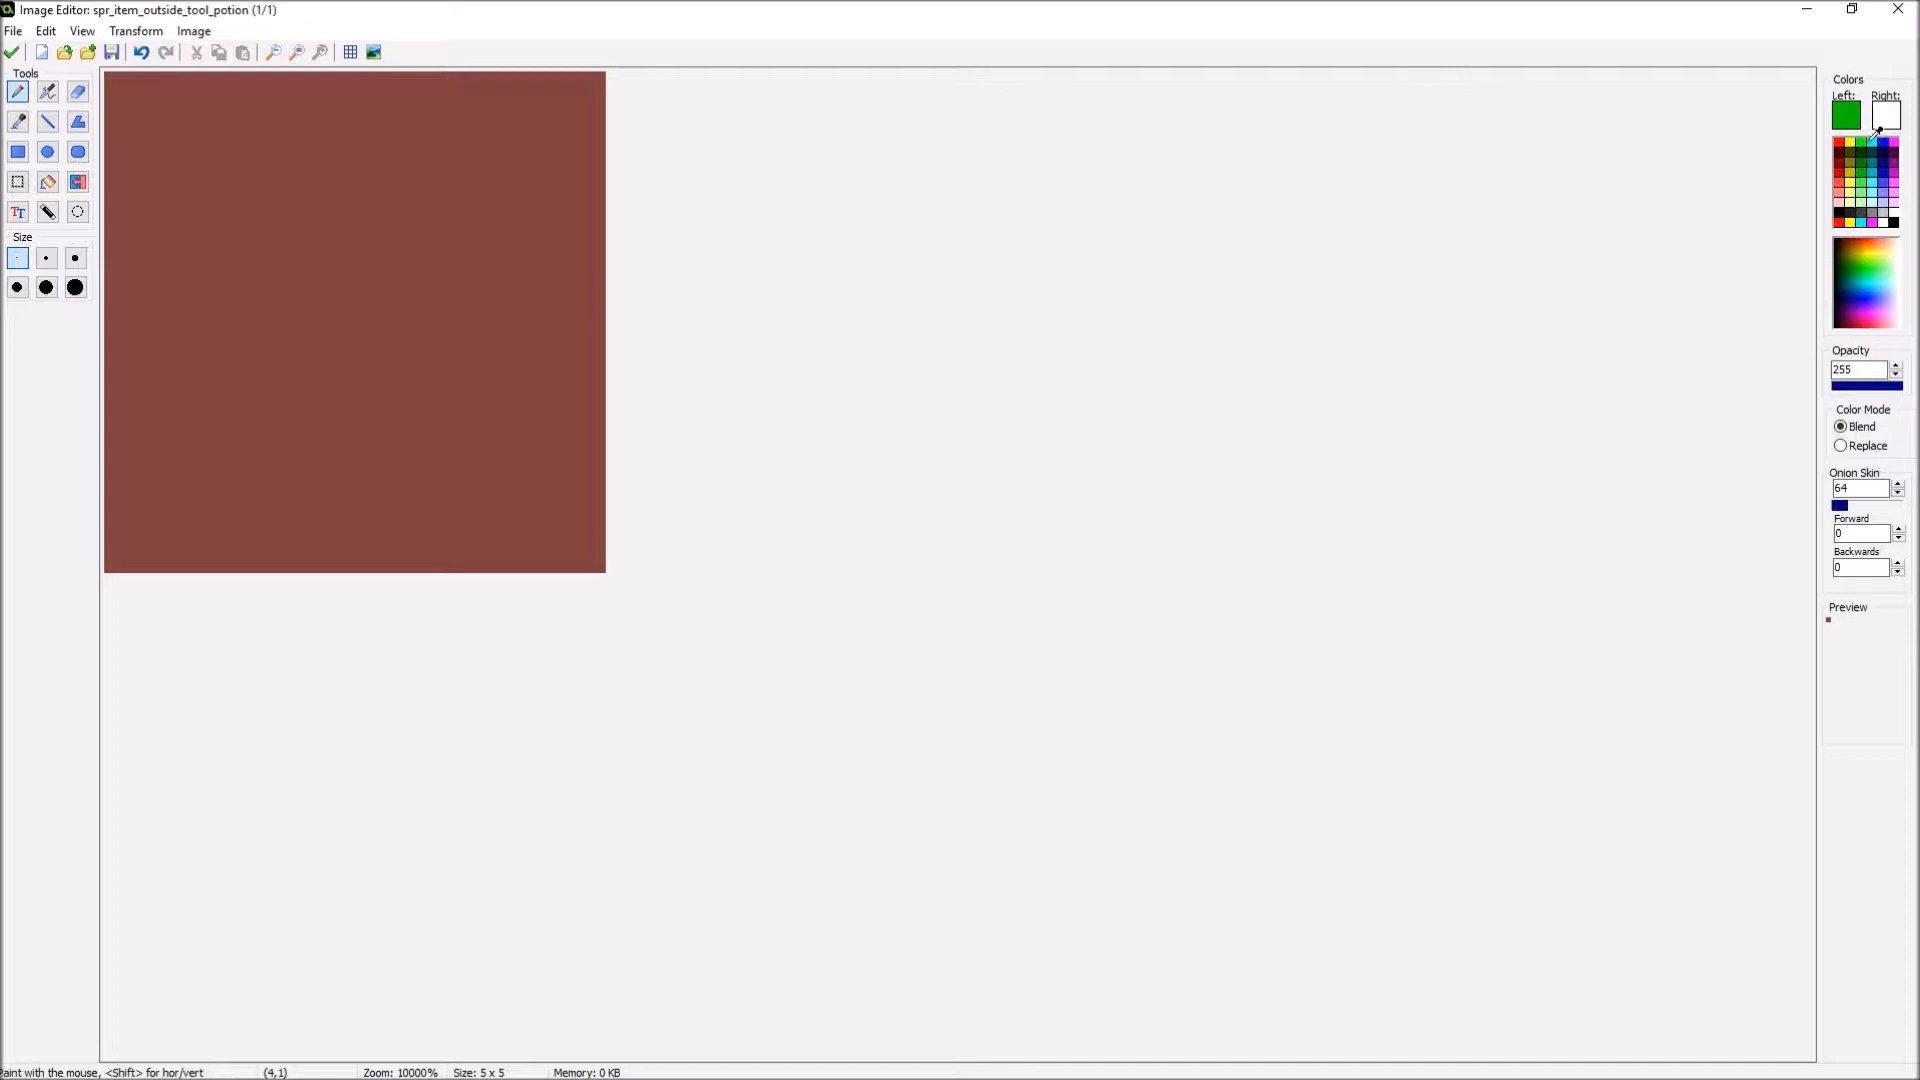 Image Editor: spr_item_outside_tool_potion (1/1)
File Edit View Transform Image
Tools
Size
Colors
Left: Right:
Opacity
255
Color Mode
Blend
Replace
Onion Skin
64
Forward
0
Backwards
0
Preview
Paint with the mouse, <Shift> for hor/vert (4,1) Zoom: 10000% Size: 5 x 5 Memory: 0 KB